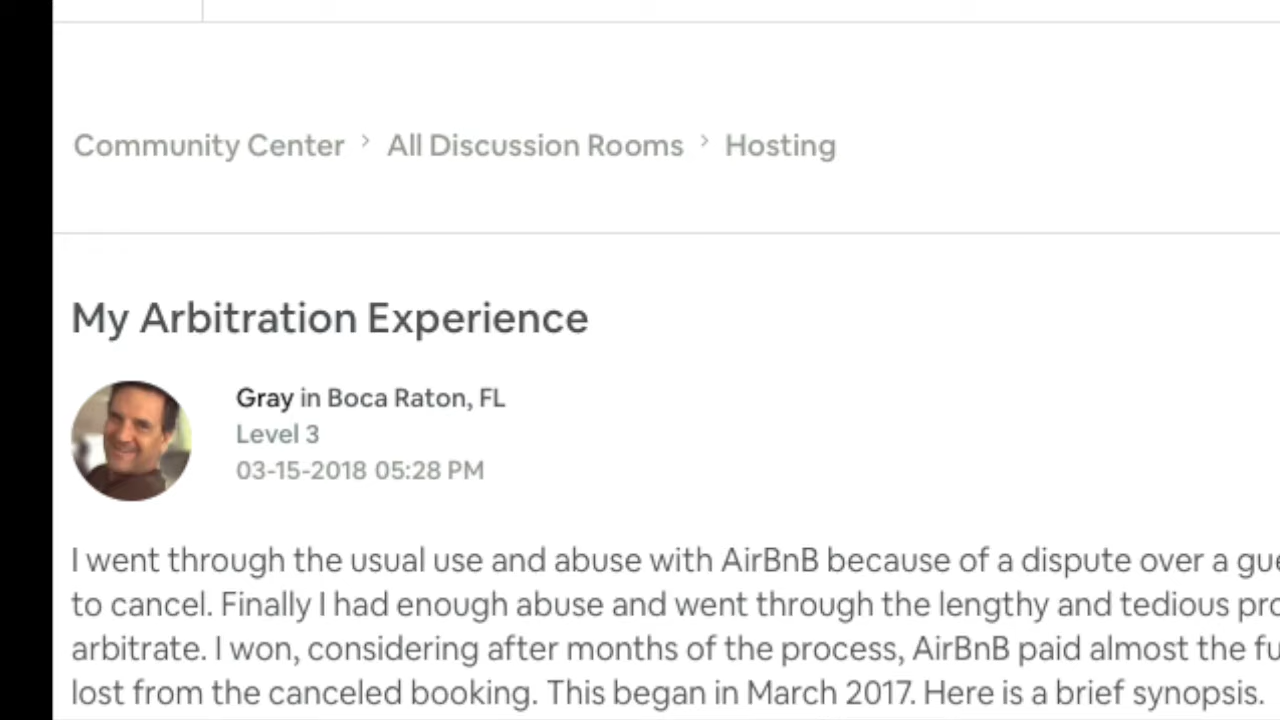 Community Center > All Discussion Rooms > Hosting
My Arbitration Experience
Gray in Boca Raton, FL
Level 3
03-15-2018 05:28 PM
I went through the usual use and abuse with AirBnB because of a dispute over a
to cancel. Finally I had enough abuse and went through the lengthy and tedious
arbitrate. I won, considering after months of the process, AirBnB paid almost the
lost from the canceled booking. This began in March 2017. Here is a brief synopsis.